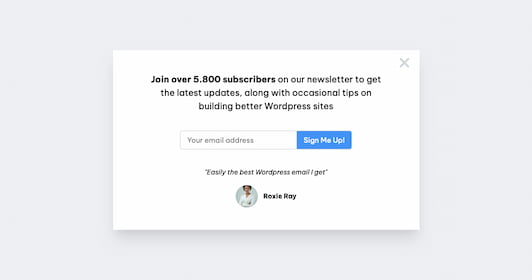 Join over 5.800 subscribers on our newsletter to get
the latest updates, along with occasional tips on
building better Wordpress sites
Your email address
Sign Me Up!
"Easily the best Wordpress email I get"
Roxie Ray